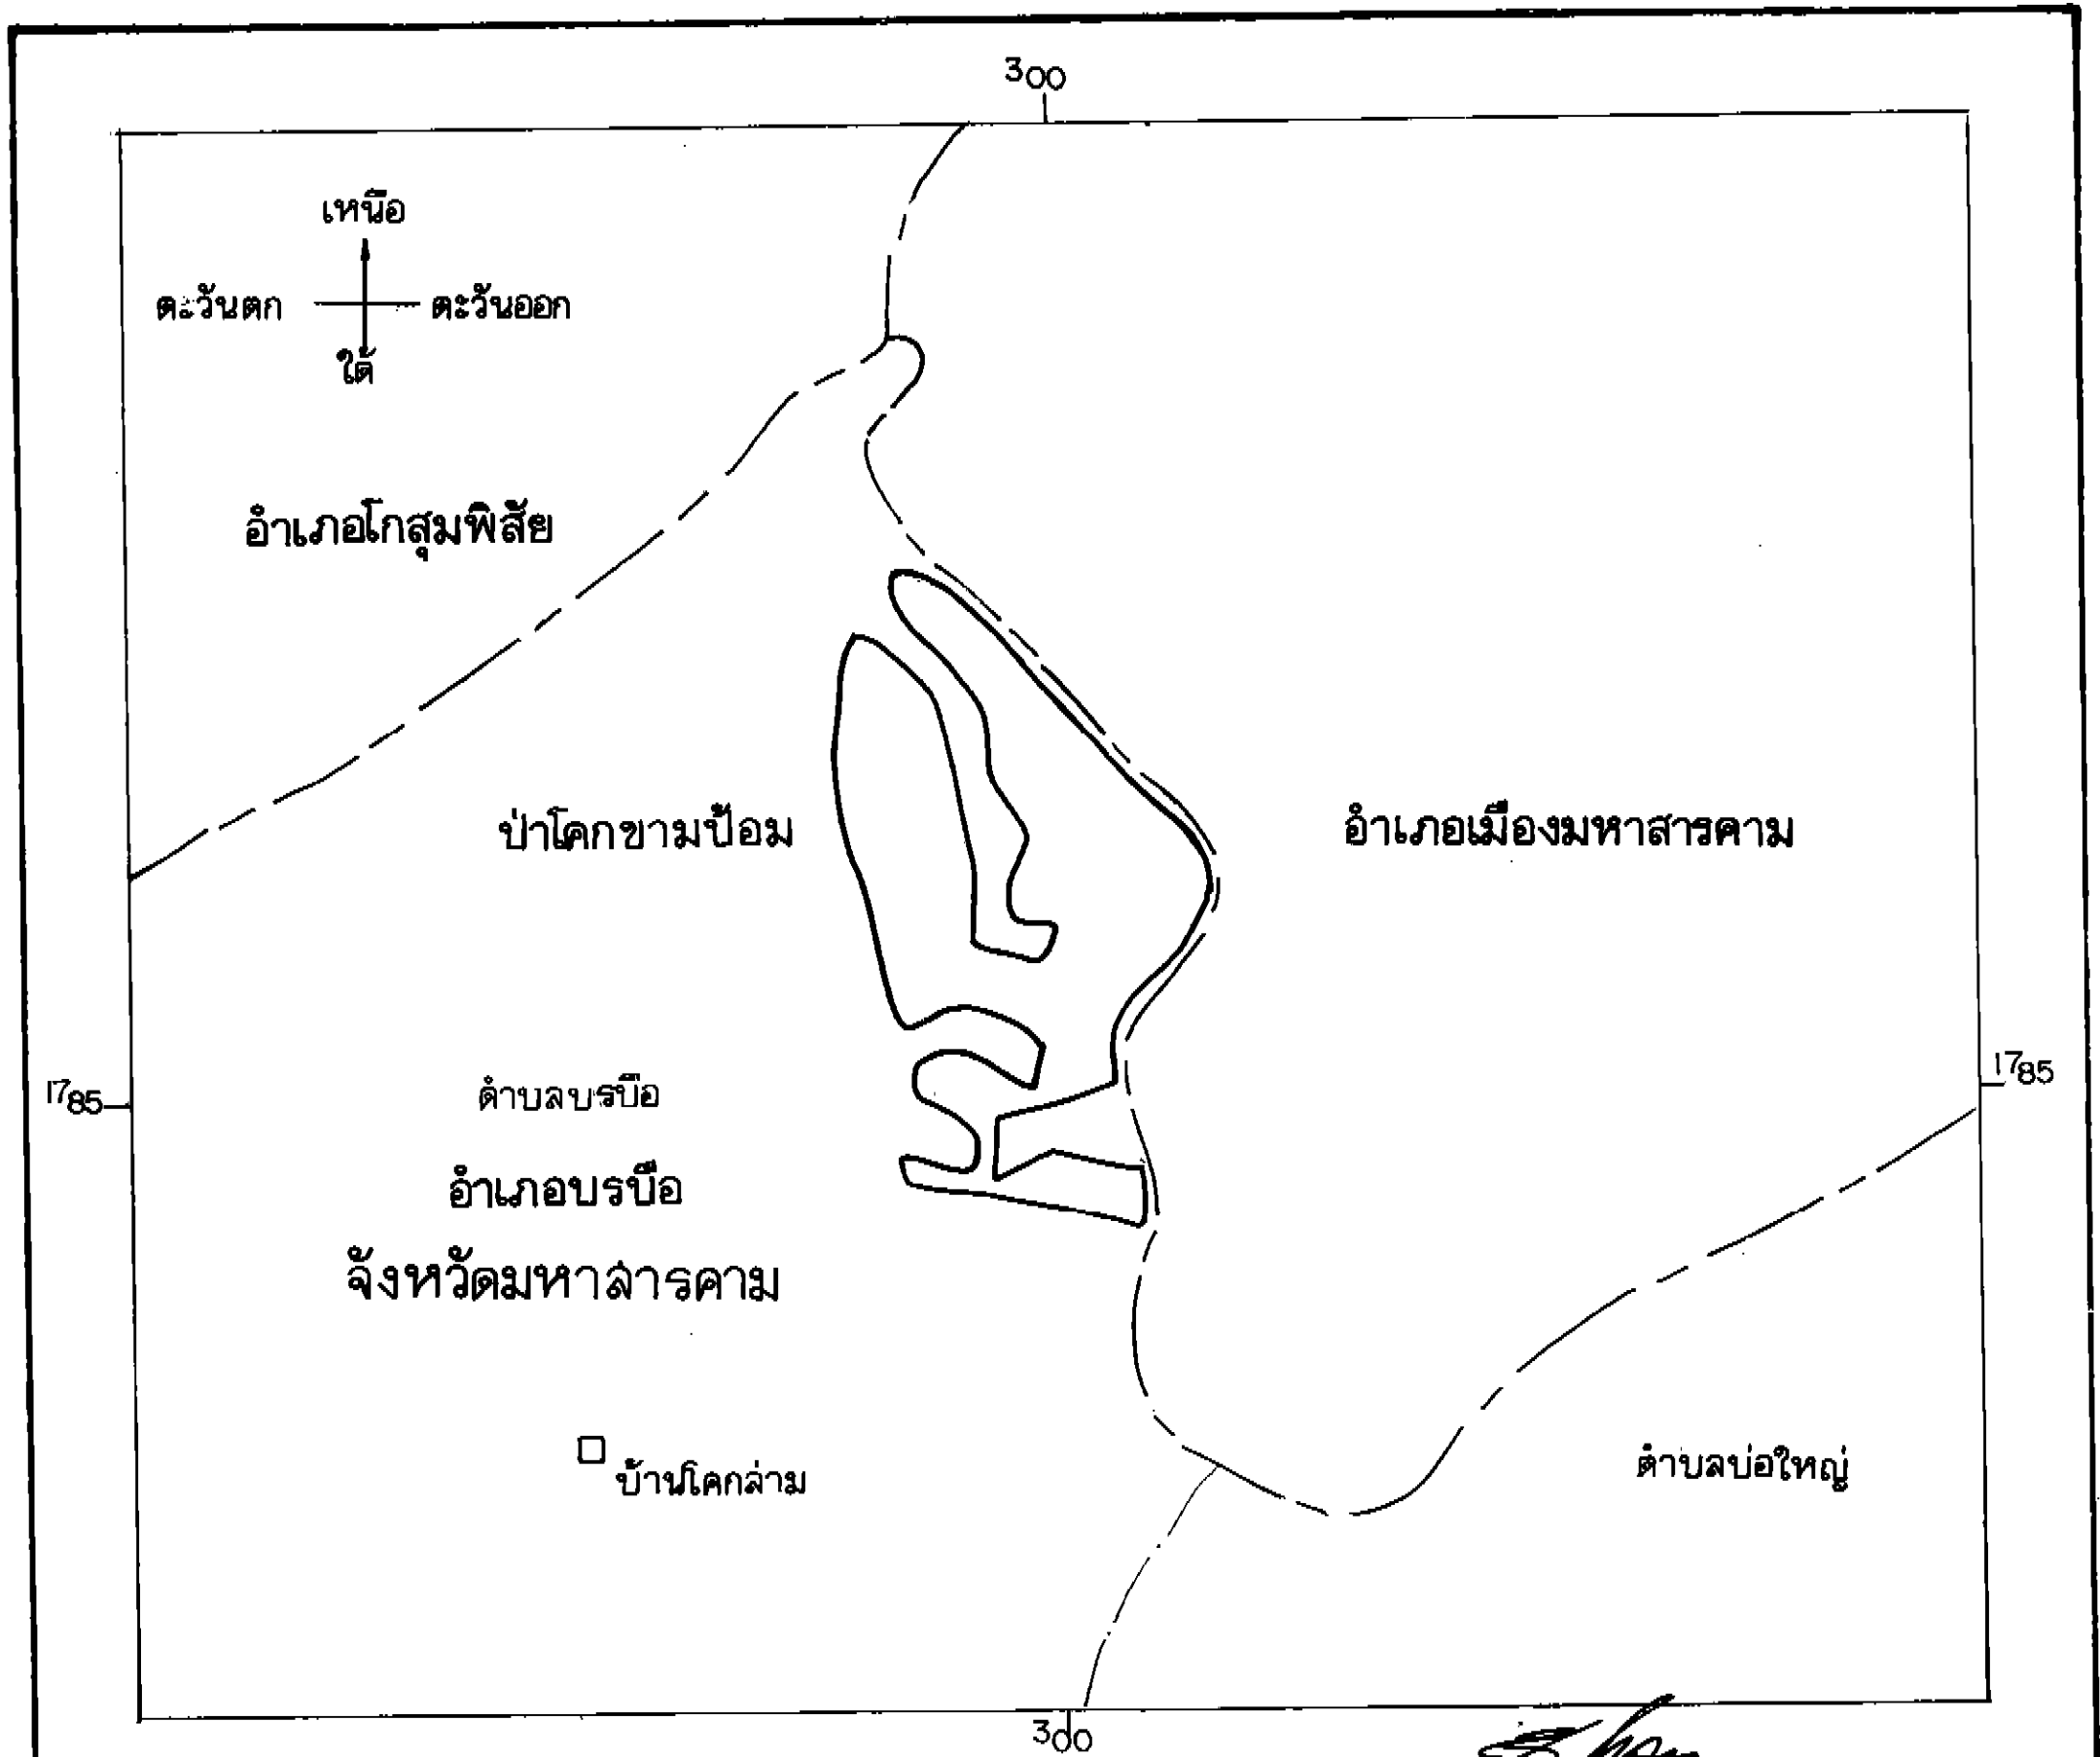 300
เหนือ
ตะวันตก ตะวันออก
ใต้
อำเภอโกสุมพิสัย
ป่าโคกขามป้อม
อำเภอเมืองมหาสารคาม
1785
1785
ตำบลบรบือ
อำเภอบรบือ
จังหวัดมหาสารคาม
บ้านโคกล่าม
ตำบลบ่อใหญ่
300